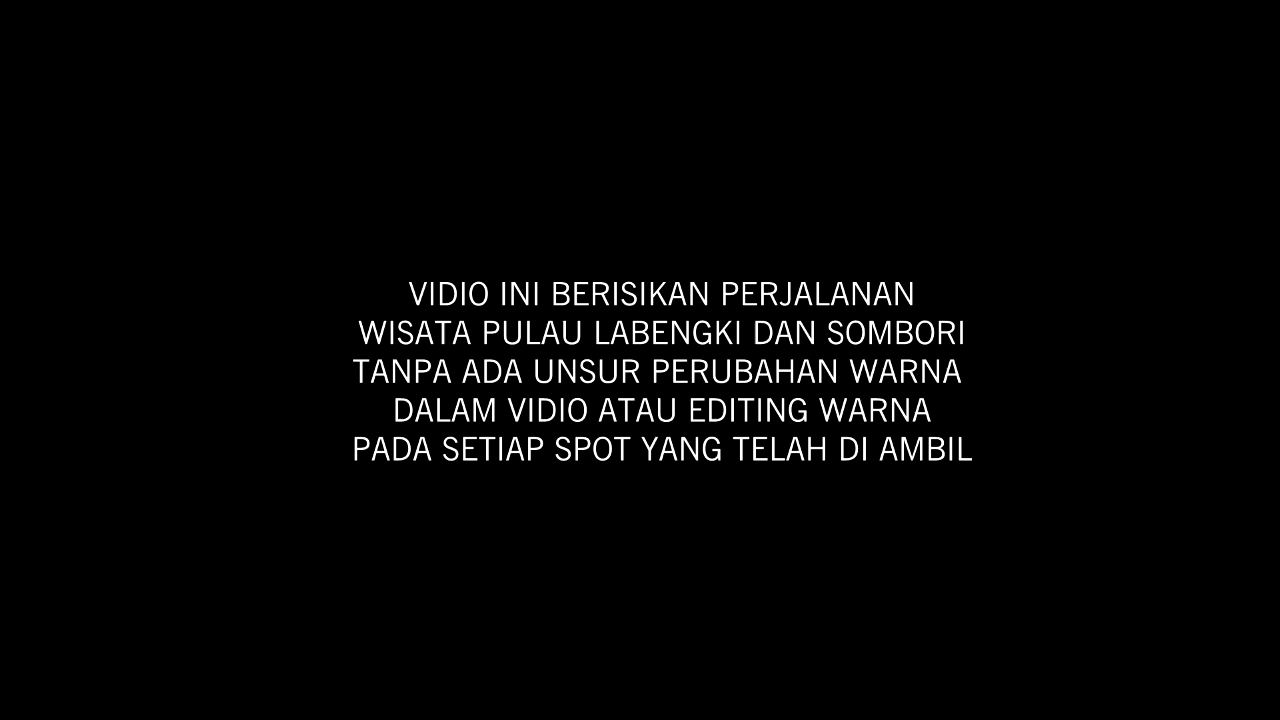 VIDIO INI BERISIKAN PERJALANAN
WISATA PULAU LABENGKI DAN SOMBORI
TANPA ADA UNSUR PERUBAHAN WARNA
DALAM VIDIO ATAU EDITING WARNA
PADA SETIAP SPOT YANG TELAH DI AMBIL